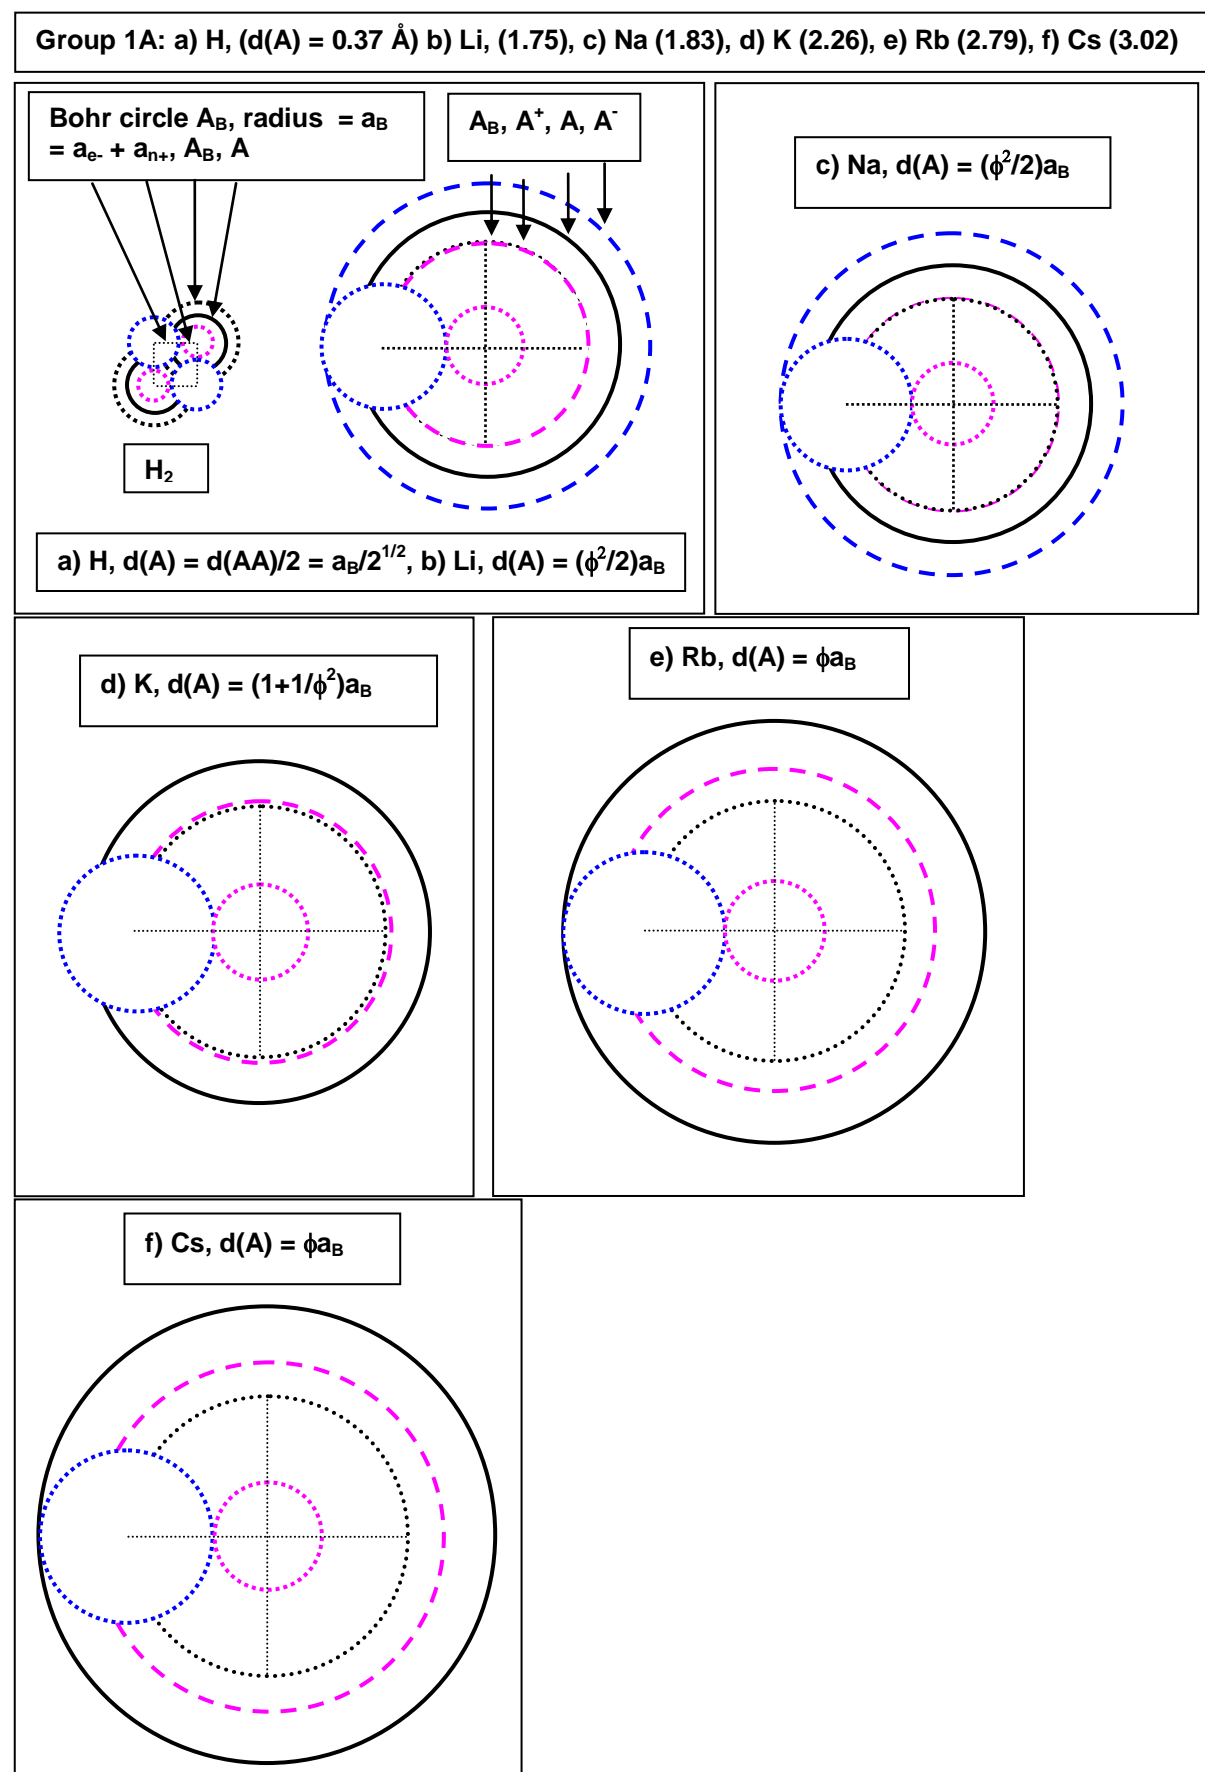 Group 1A: a) H, (d(A) = 0.37 Å) b) Li, (1.75), c) Na (1.83), d) K (2.26), e) Rb (2.79), f) Cs (3.02)
Bohr circle A_B, radius = a_B
= a_e- + a_n+, A_B, A
A_B, A⁺, A, A⁻
H₂
a) H, d(A) = d(AA)/2 = a_B/2^1/2, b) Li, d(A) = (ϕ²/2)a_B
c) Na, d(A) = (ϕ²/2)a_B
d) K, d(A) = (1+1/ϕ²)a_B
e) Rb, d(A) = ϕa_B
f) Cs, d(A) = ϕa_B